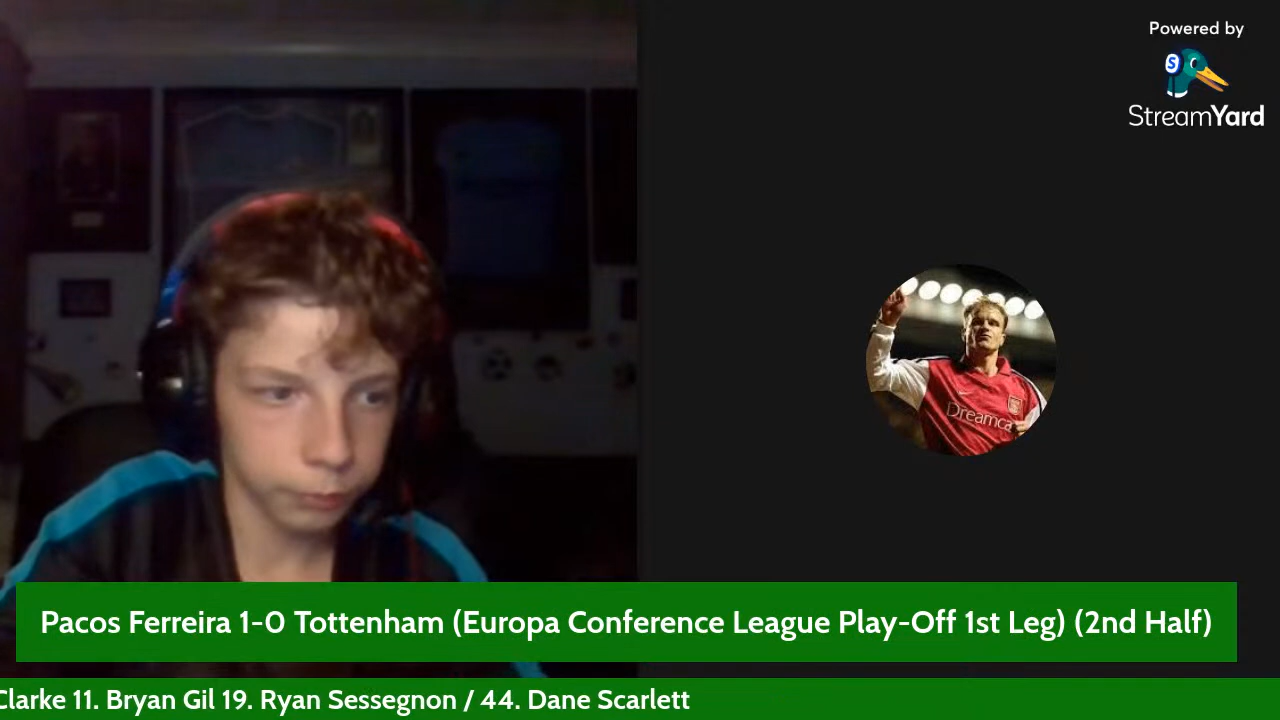 Powered by
S
StreamYard
Dreamca
Pacos Ferreira 1-0 Tottenham (Europa Conference League Play-Off 1st Leg) (2nd Half)
Clarke 11. Bryan Gil 19. Ryan Sessegnon / 44. Dane Scarlett